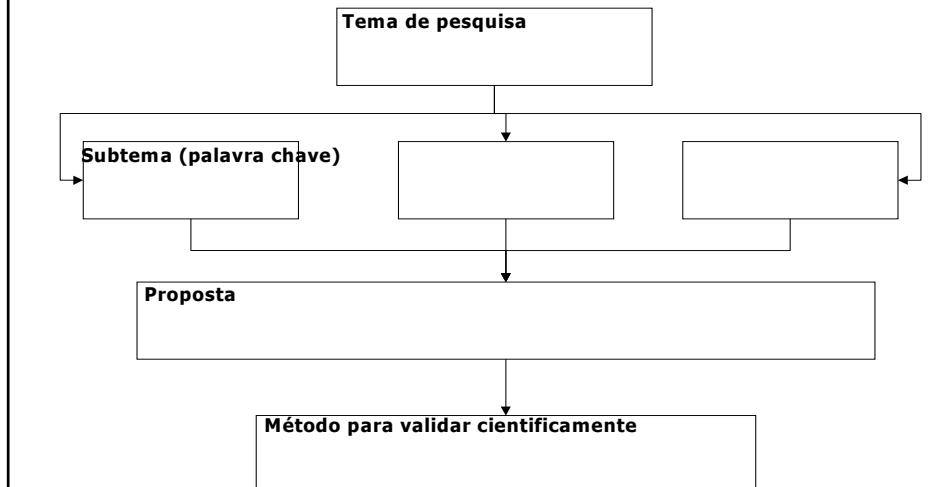 Tema de pesquisa
Subtema (palavra chave)
Proposta
Método para validar cientificamente